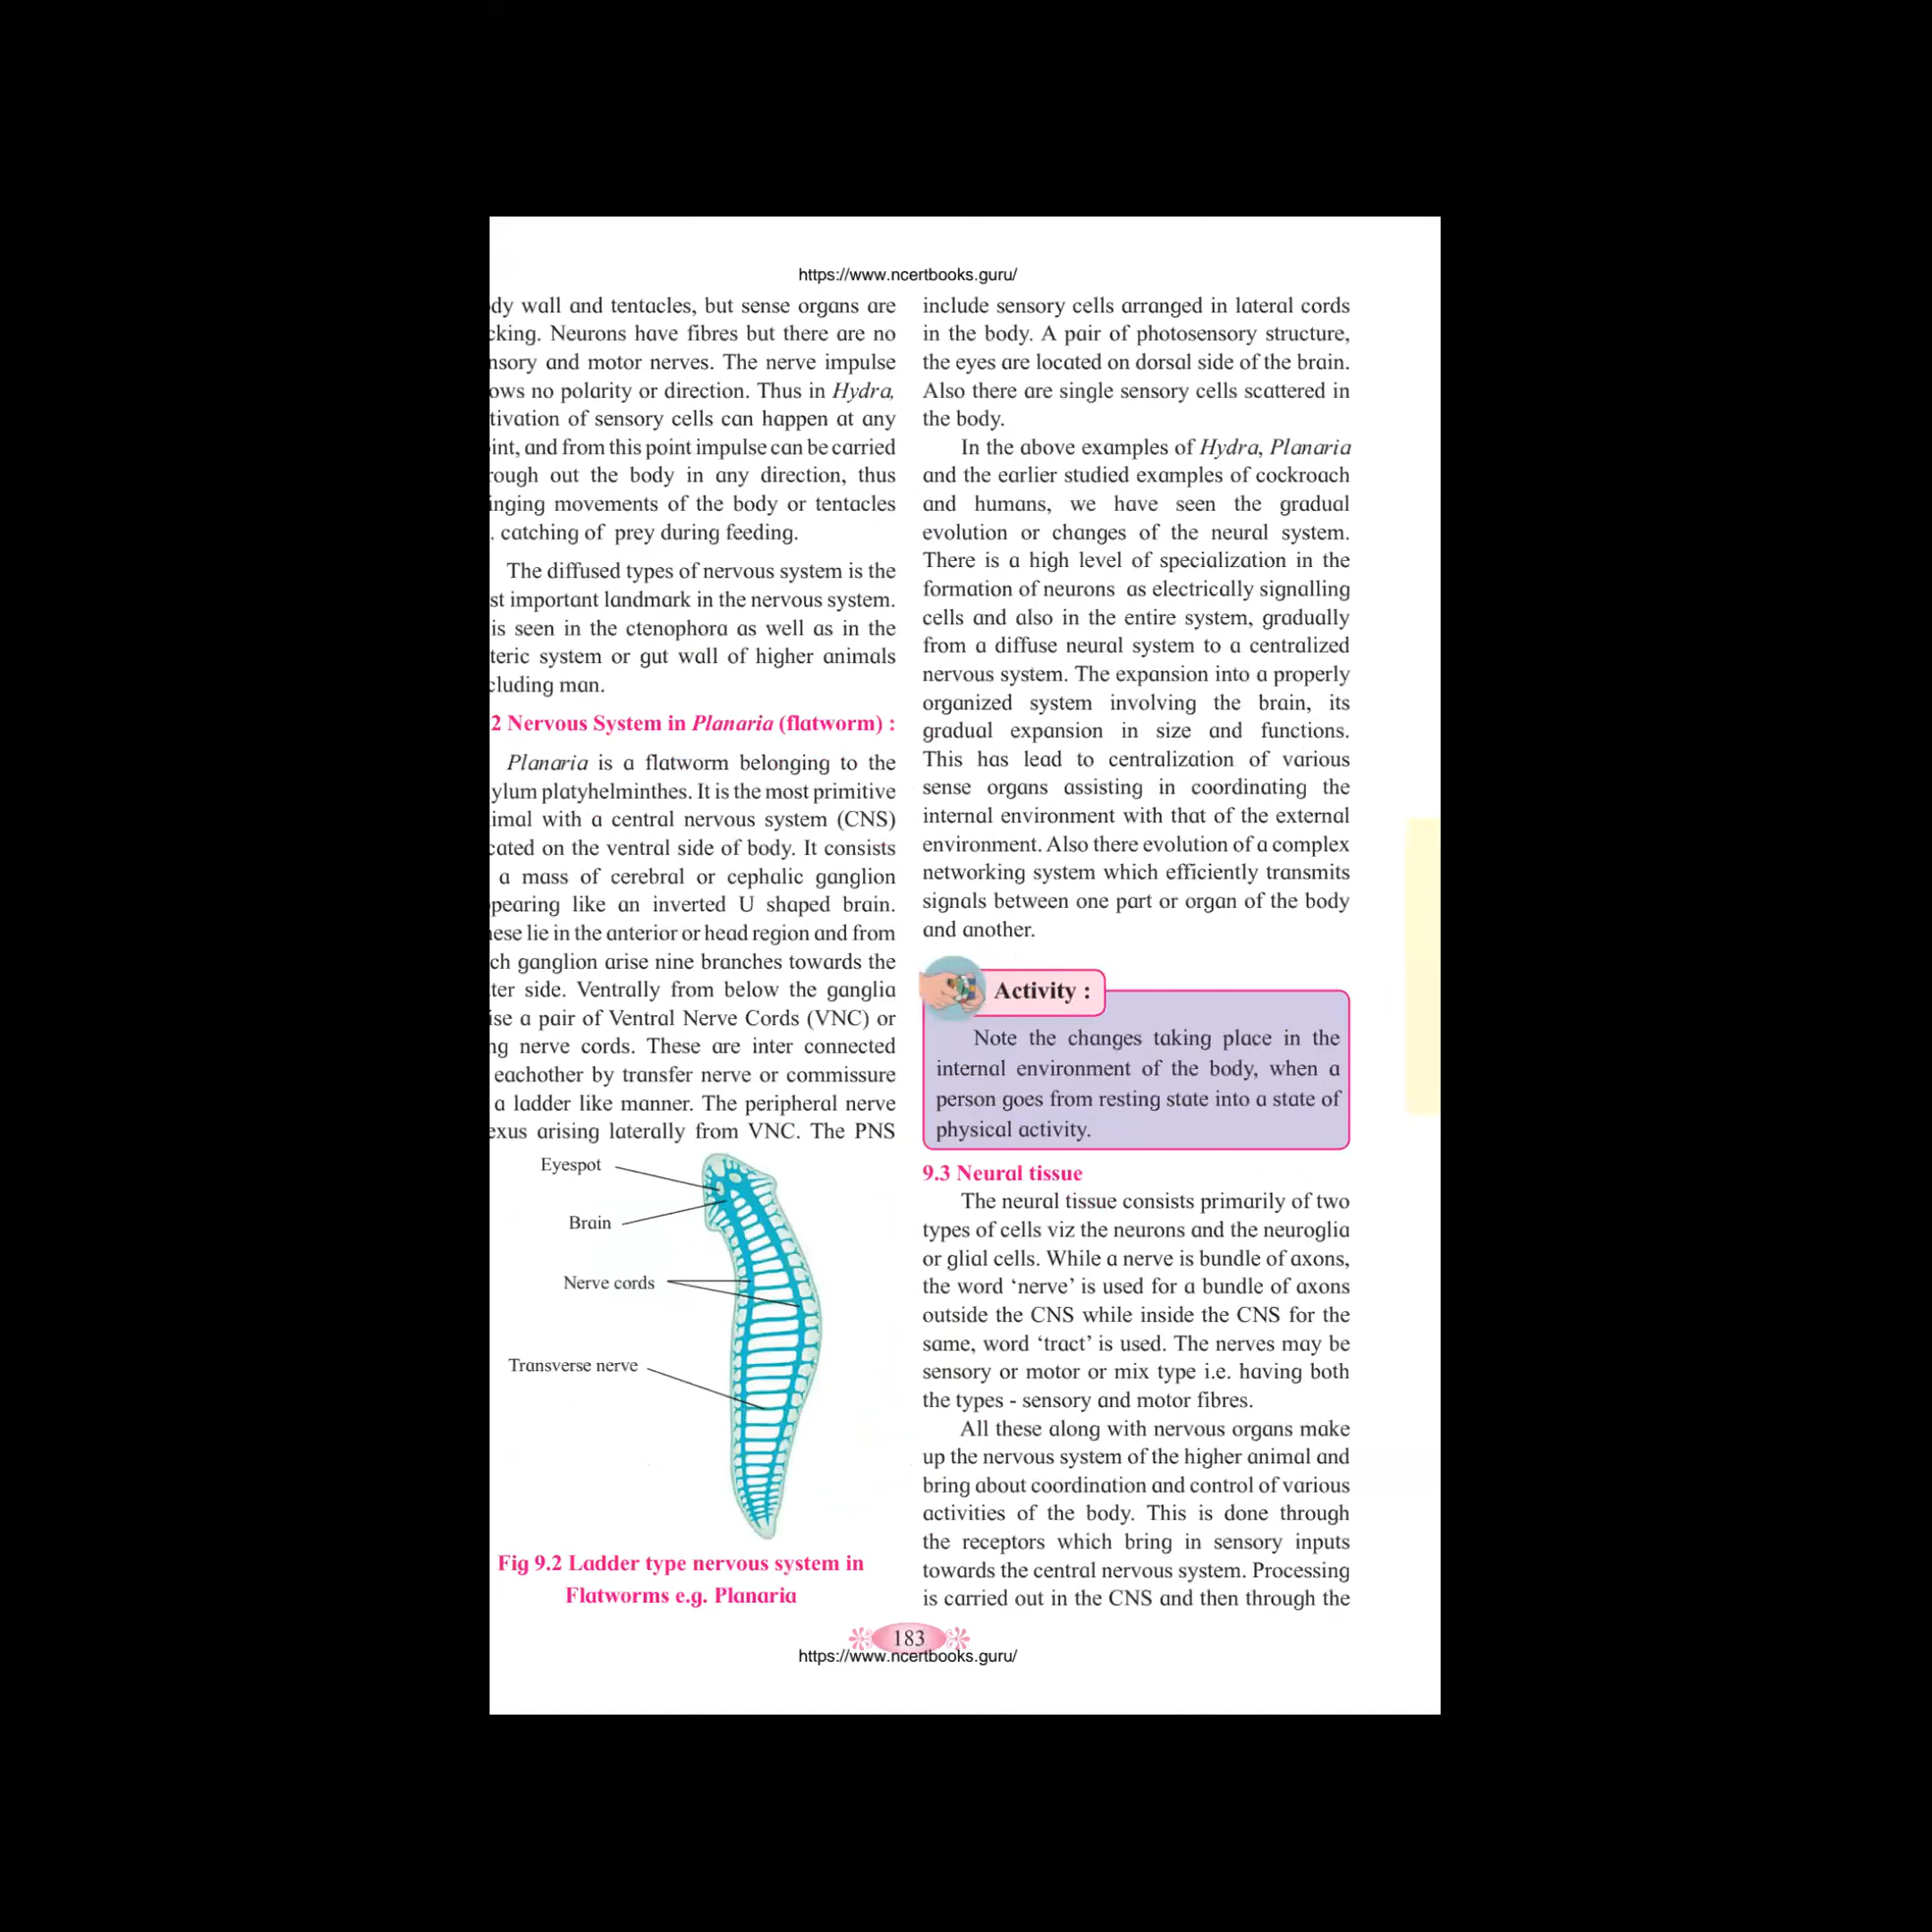 https://www.ncertbooks.guru/
dy wall and tentacles, but sense organs are
cking. Neurons have fibres but there are no
nsory and motor nerves. The nerve impulse
ows no polarity or direction. Thus in Hydra,
tivation of sensory cells can happen at any
int, and from this point impulse can be carried
rough out the body in any direction, thus
inging movements of the body or tentacles
. catching of prey during feeding.
The diffused types of nervous system is the
st important landmark in the nervous system.
is seen in the ctenophora as well as in the
teric system or gut wall of higher animals
cluding man.
2 Nervous System in Planaria (flatworm) :
Planaria is a flatworm belonging to the
ylum platyhelminthes. It is the most primitive
imal with a central nervous system (CNS)
cated on the ventral side of body. It consists
a mass of cerebral or cephalic ganglion
pearing like an inverted U shaped brain.
ese lie in the anterior or head region and from
ch ganglion arise nine branches towards the
ter side. Ventrally from below the ganglia
ise a pair of Ventral Nerve Cords (VNC) or
ng nerve cords. These are inter connected
eachother by transfer nerve or commissure
a ladder like manner. The peripheral nerve
exus arising laterally from VNC. The PNS
Eyespot
Brain
Nerve cords
Transverse nerve
Fig 9.2 Ladder type nervous system in
Flatworms e.g. Planaria
include sensory cells arranged in lateral cords
in the body. A pair of photosensory structure,
the eyes are located on dorsal side of the brain.
Also there are single sensory cells scattered in
the body.
In the above examples of Hydra, Planaria
and the earlier studied examples of cockroach
and humans, we have seen the gradual
evolution or changes of the neural system.
There is a high level of specialization in the
formation of neurons as electrically signalling
cells and also in the entire system, gradually
from a diffuse neural system to a centralized
nervous system. The expansion into a properly
organized system involving the brain, its
gradual expansion in size and functions.
This has lead to centralization of various
sense organs assisting in coordinating the
internal environment with that of the external
environment. Also there evolution of a complex
networking system which efficiently transmits
signals between one part or organ of the body
and another.
Activity :
Note the changes taking place in the
internal environment of the body, when a
person goes from resting state into a state of
physical activity.
9.3 Neural tissue
The neural tissue consists primarily of two
types of cells viz the neurons and the neuroglia
or glial cells. While a nerve is bundle of axons,
the word ‘nerve’ is used for a bundle of axons
outside the CNS while inside the CNS for the
same, word ‘tract’ is used. The nerves may be
sensory or motor or mix type i.e. having both
the types - sensory and motor fibres.
All these along with nervous organs make
up the nervous system of the higher animal and
bring about coordination and control of various
activities of the body. This is done through
the receptors which bring in sensory inputs
towards the central nervous system. Processing
is carried out in the CNS and then through the
183
https://www.ncertbooks.guru/